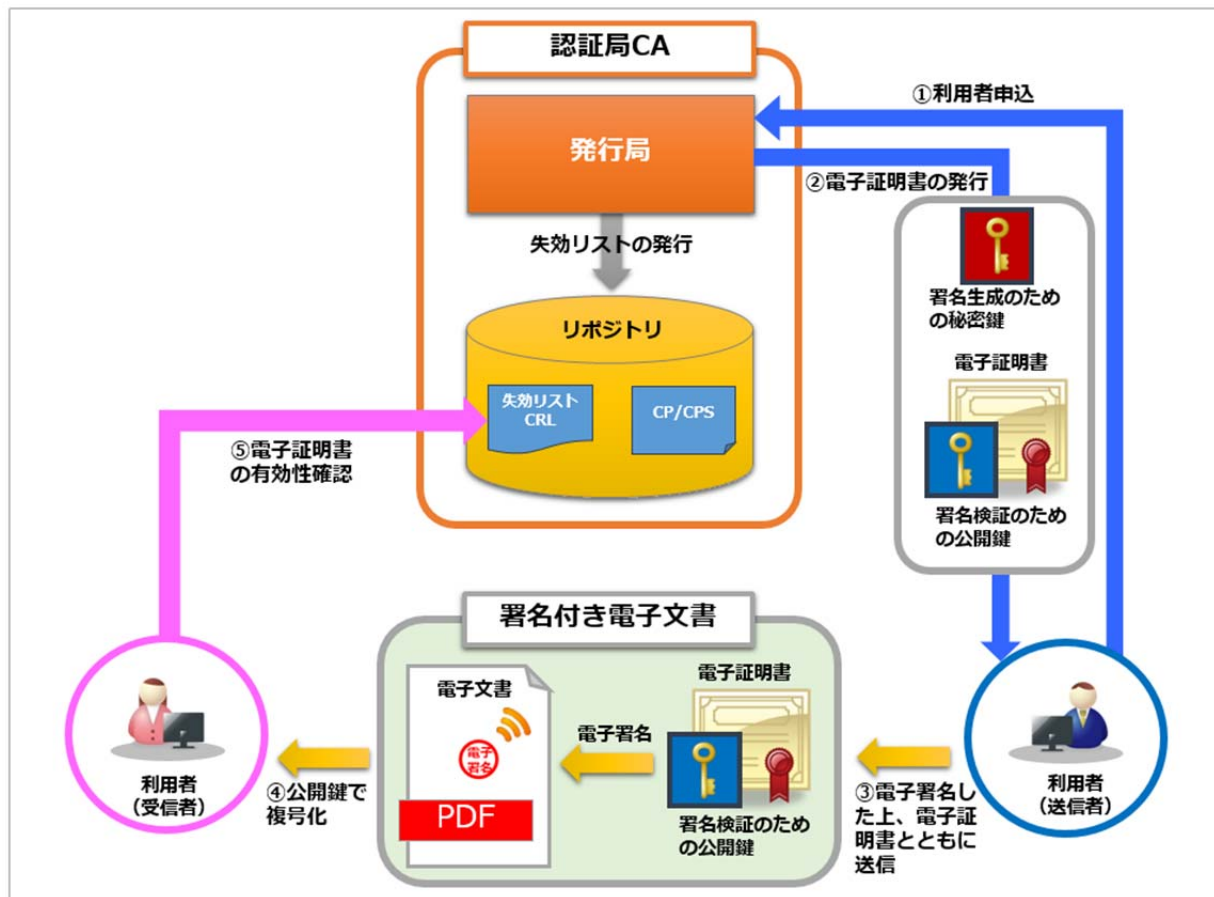 認証局CA
発行局
①利用者申込
②電子証明書の発行
失効リストの発行
署名生成のため
の秘密鍵
リポジトリ
失効リスト
CRL
CP/CPS
電子証明書
⑤電子証明書
の有効性確認
署名検証のため
の公開鍵
署名付き電子文書
電子文書
電子
署名
PDF
電子署名
電子証明書
署名検証のため
の公開鍵
利用者
（受信者）
④公開鍵で
複号化
③電子署名し
た上、電子証
明書とともに
送信
利用者
（送信者）